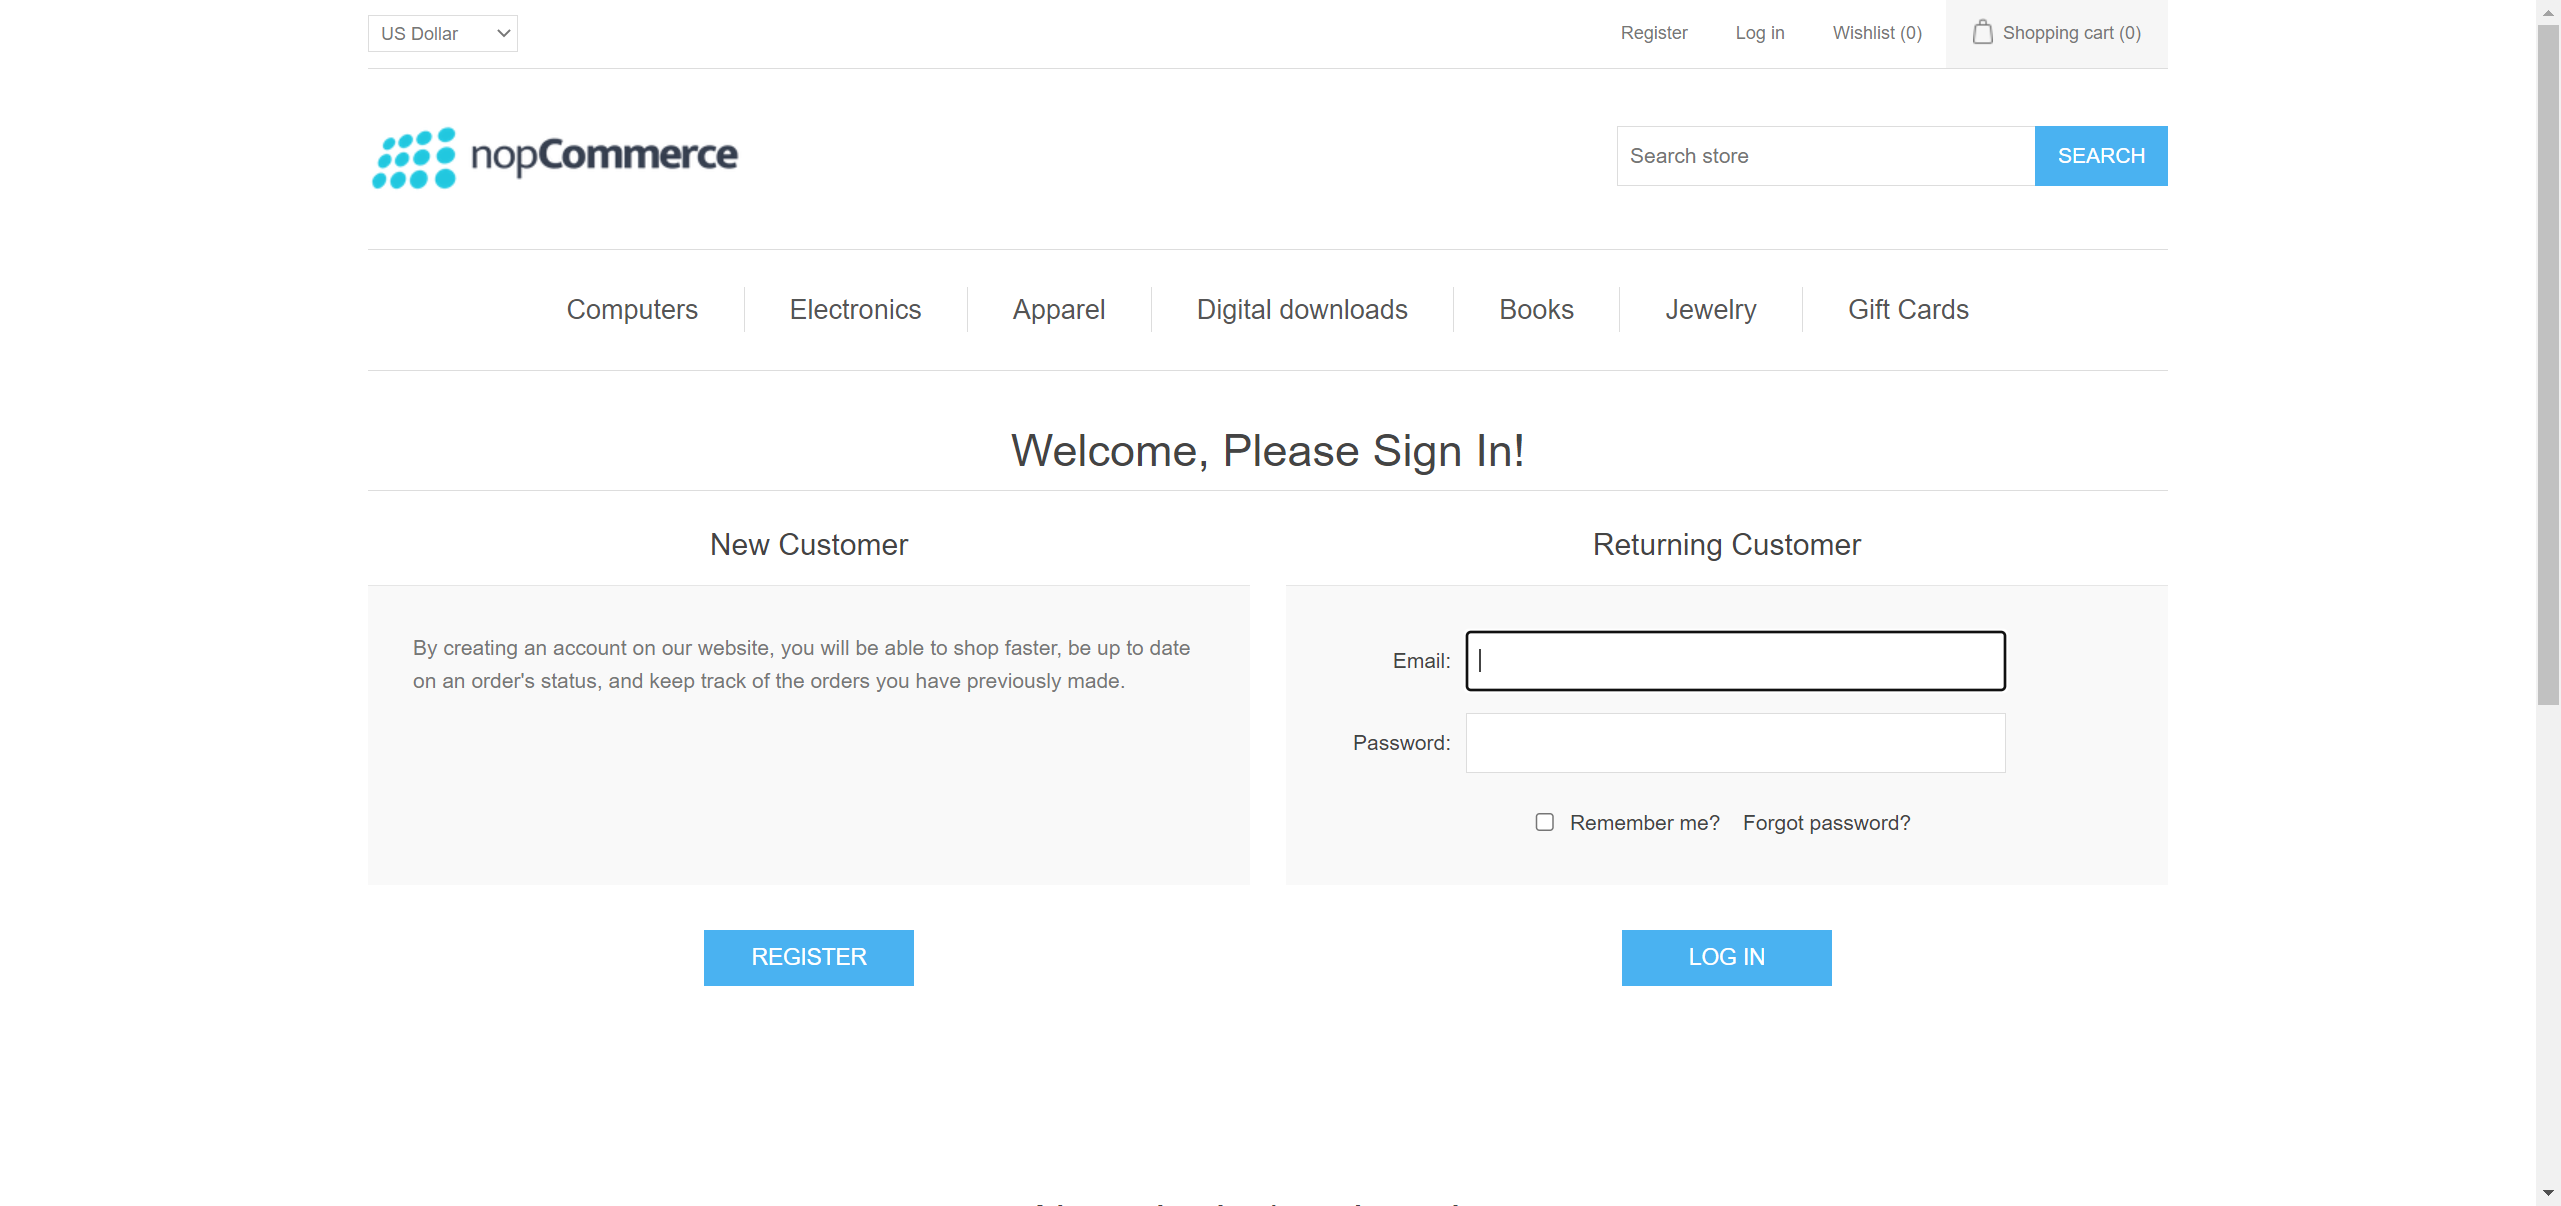 US Dollar
Register
Log in
Wishlist (0)
Shopping cart (0)
nopCommerce
Search store
SEARCH
Computers
Electronics
Apparel
Digital downloads
Books
Jewelry
Gift Cards
Welcome, Please Sign In!
New Customer
By creating an account on our website, you will be able to shop faster, be up to date
on an order's status, and keep track of the orders you have previously made.
REGISTER
Returning Customer
Email:
Password:
Remember me?
Forgot password?
LOG IN